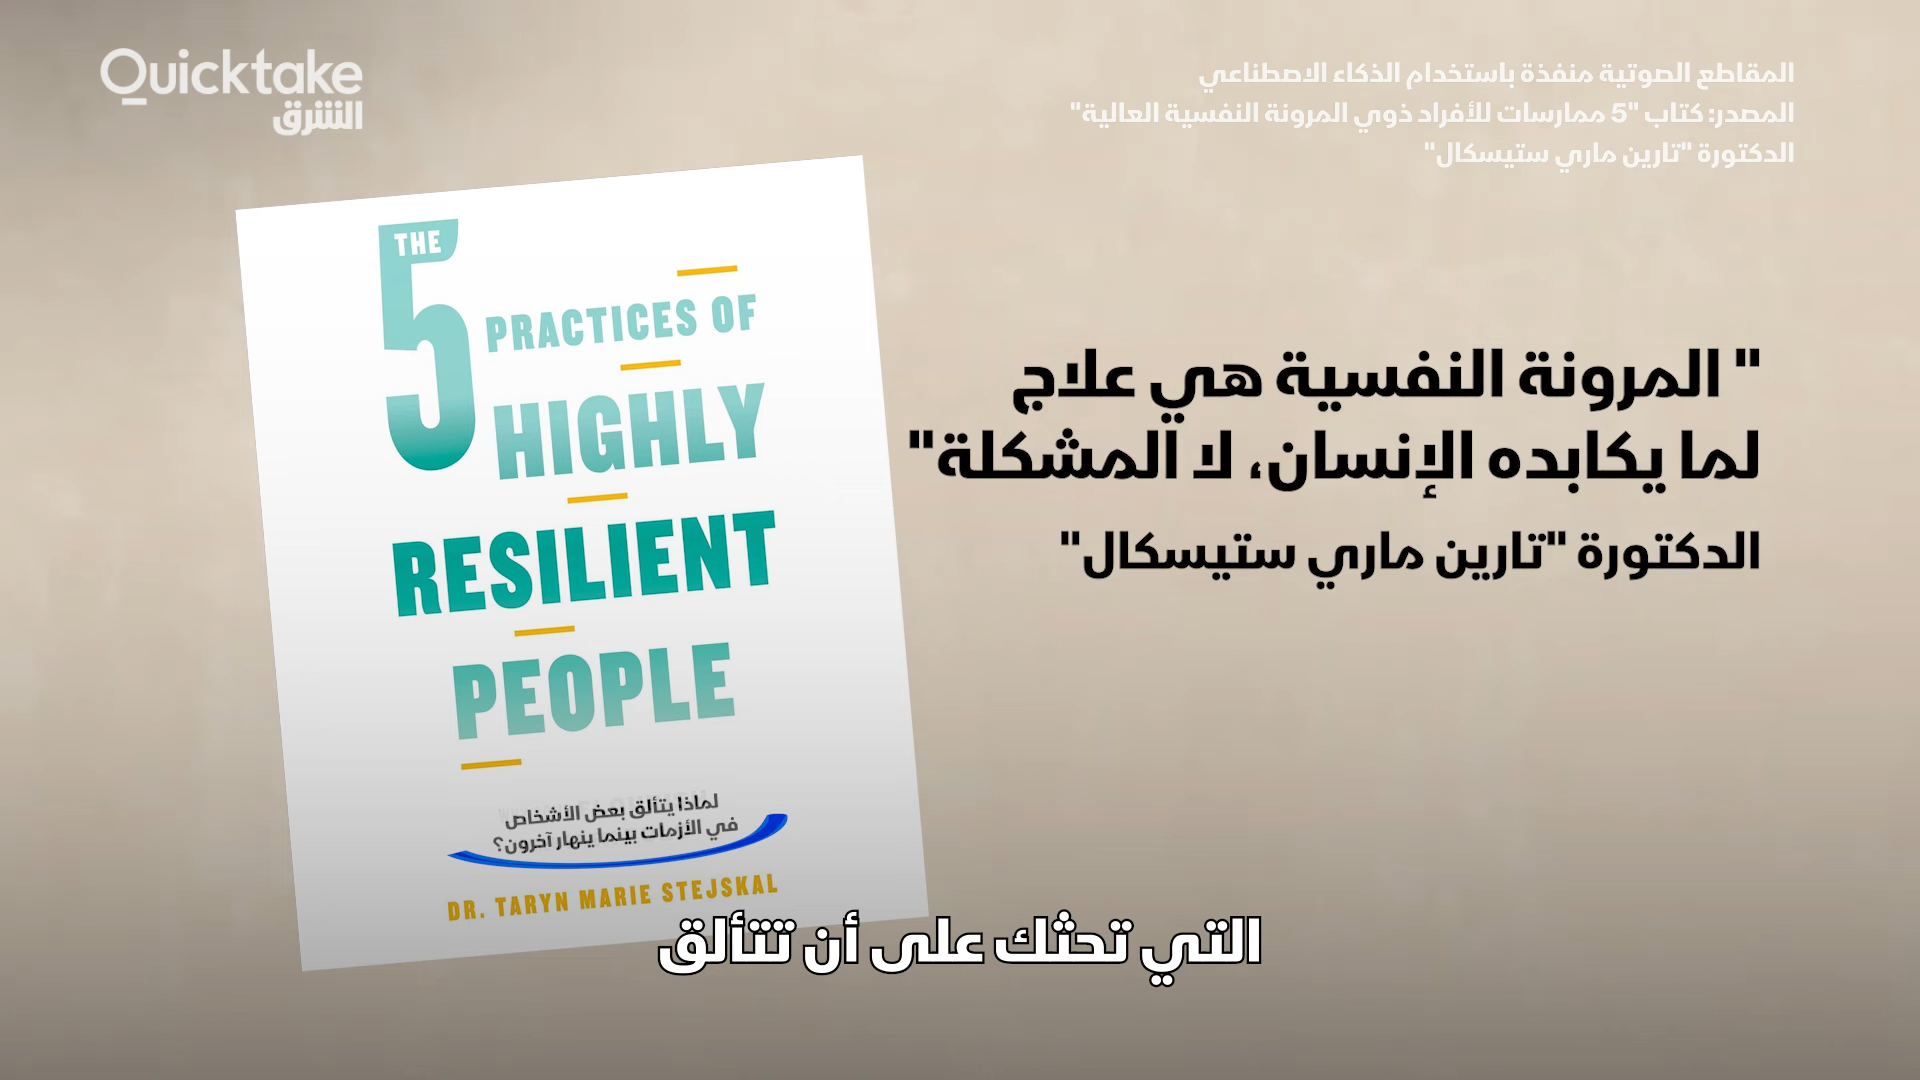 Quicktake
الشرق
المقاطع الصوتية منفذة باستخدام الذكاء الاصطناعي
المصدر: كتاب "5 ممارسات للأفراد ذوي المرونة النفسية العالية"
الدكتورة "تارين ماري ستيسكال"
THE
5 PRACTICES OF
HIGHLY
RESILIENT
PEOPLE
لماذا يتألق بعض الأشخاص
في الأزمات بينما ينهار آخرون؟
DR. TARYN MARIE STEJSKAL
" المرونة النفسية هي علاج
لما يكابده الإنسان، لا المشكلة"
الدكتورة "تارين ماري ستيسكال"
التي تحثك على أن تتألق